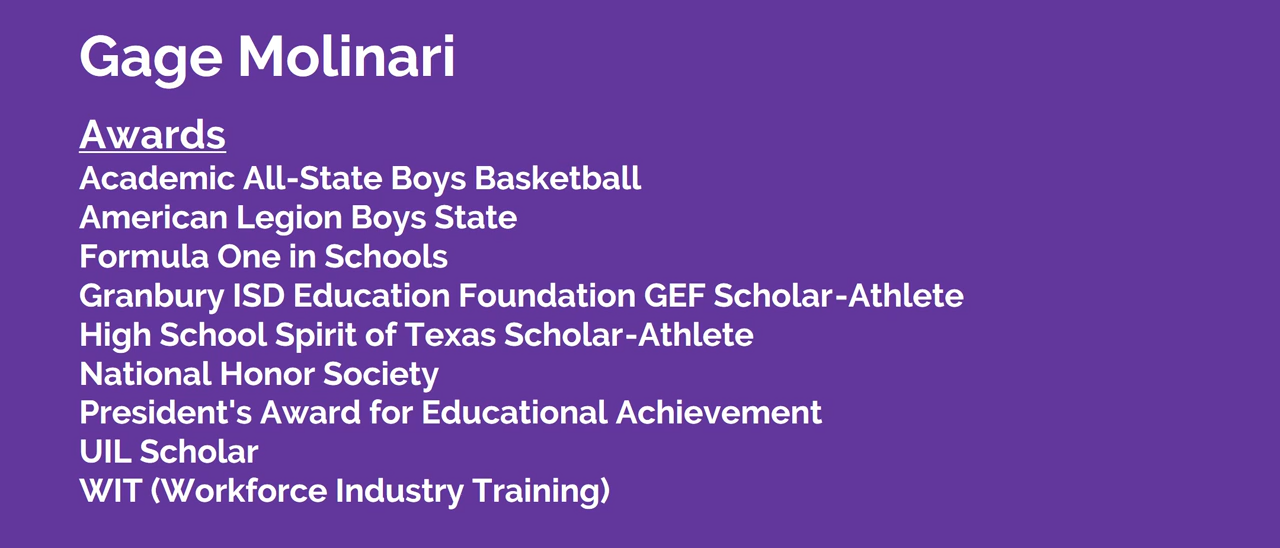 Gage Molinari
Awards
Academic All-State Boys Basketball
American Legion Boys State
Formula One in Schools
Granbury ISD Education Foundation GEF Scholar-Athlete
High School Spirit of Texas Scholar-Athlete
National Honor Society
President's Award for Educational Achievement
UIL Scholar
WIT (Workforce Industry Training)